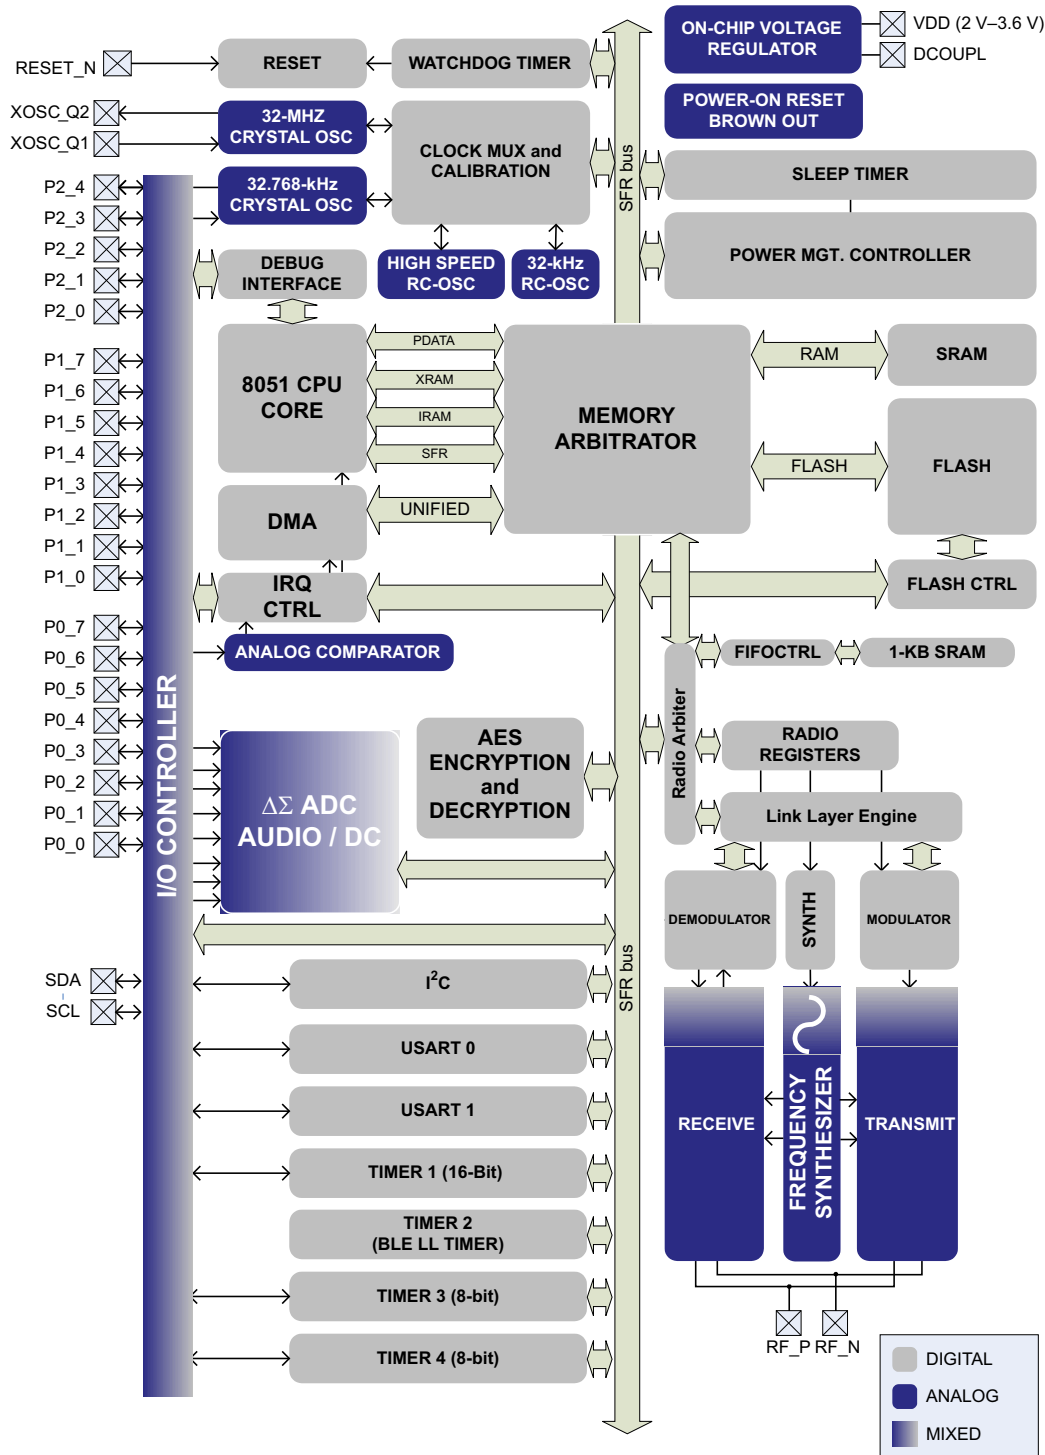 ON-CHIP VOLTAGE
REGULATOR
VDD (2 V–3.6 V)
DCOUPL
RESET_N
RESET
WATCHDOG TIMER
POWER-ON RESET
BROWN OUT
XOSC_Q2
XOSC_Q1
32-MHZ
CRYSTAL OSC
CLOCK MUX and
CALIBRATION
SFR bus
SLEEP TIMER
32.768-kHz
CRYSTAL OSC
POWER MGT. CONTROLLER
HIGH SPEED
RC-OSC
32-kHz
RC-OSC
DEBUG
INTERFACE
P2_4
P2_3
P2_2
P2_1
P2_0
P1_7
P1_6
P1_5
P1_4
P1_3
P1_2
P1_1
P1_0
P0_7
P0_6
P0_5
P0_4
P0_3
P0_2
P0_1
P0_0
SDA
SCL
I/O CONTROLLER
8051 CPU
CORE
PDATA
XRAM
IRAM
SFR
MEMORY
ARBITRATOR
RAM
SRAM
FLASH
FLASH
DMA
UNIFIED
IRQ
CTRL
FLASH CTRL
ANALOG COMPARATOR
FIFOCTRL
1-KB SRAM
Radio Arbiter
RADIO
REGISTERS
Link Layer Engine
AES
ENCRYPTION
and
DECRYPTION
ΔΣ ADC
AUDIO / DC
DEMODULATOR
SYNTH
MODULATOR
SFR bus
I²C
USART 0
USART 1
TIMER 1 (16-Bit)
TIMER 2
(BLE LL TIMER)
TIMER 3 (8-bit)
TIMER 4 (8-bit)
RECEIVE
FREQUENCY
SYNTHESIZER
TRANSMIT
RF_P
RF_N
DIGITAL
ANALOG
MIXED